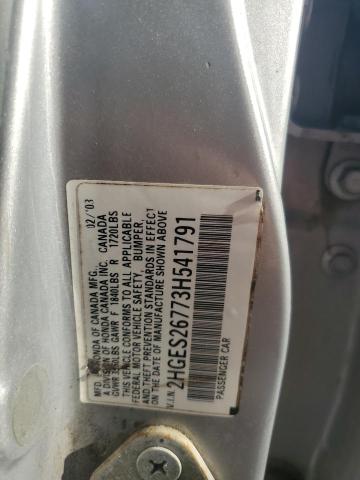 MFD. BY HONDA OF CANADA MFG. 02/'03
A DIVISION OF HONDA CANADA INC. CANADA
GVWR 3550LBS GAWR F 1840LBS R 1720LBS
THIS VEHICLE CONFORMS TO ALL APPLICABLE
FEDERAL MOTOR VEHICLE SAFETY, BUMPER,
AND THEFT PREVENTION STANDARDS IN EFFECT
ON THE DATE OF MANUFACTURE SHOWN ABOVE
V.I.N. 2HGES26773H541791
PASSENGER CAR